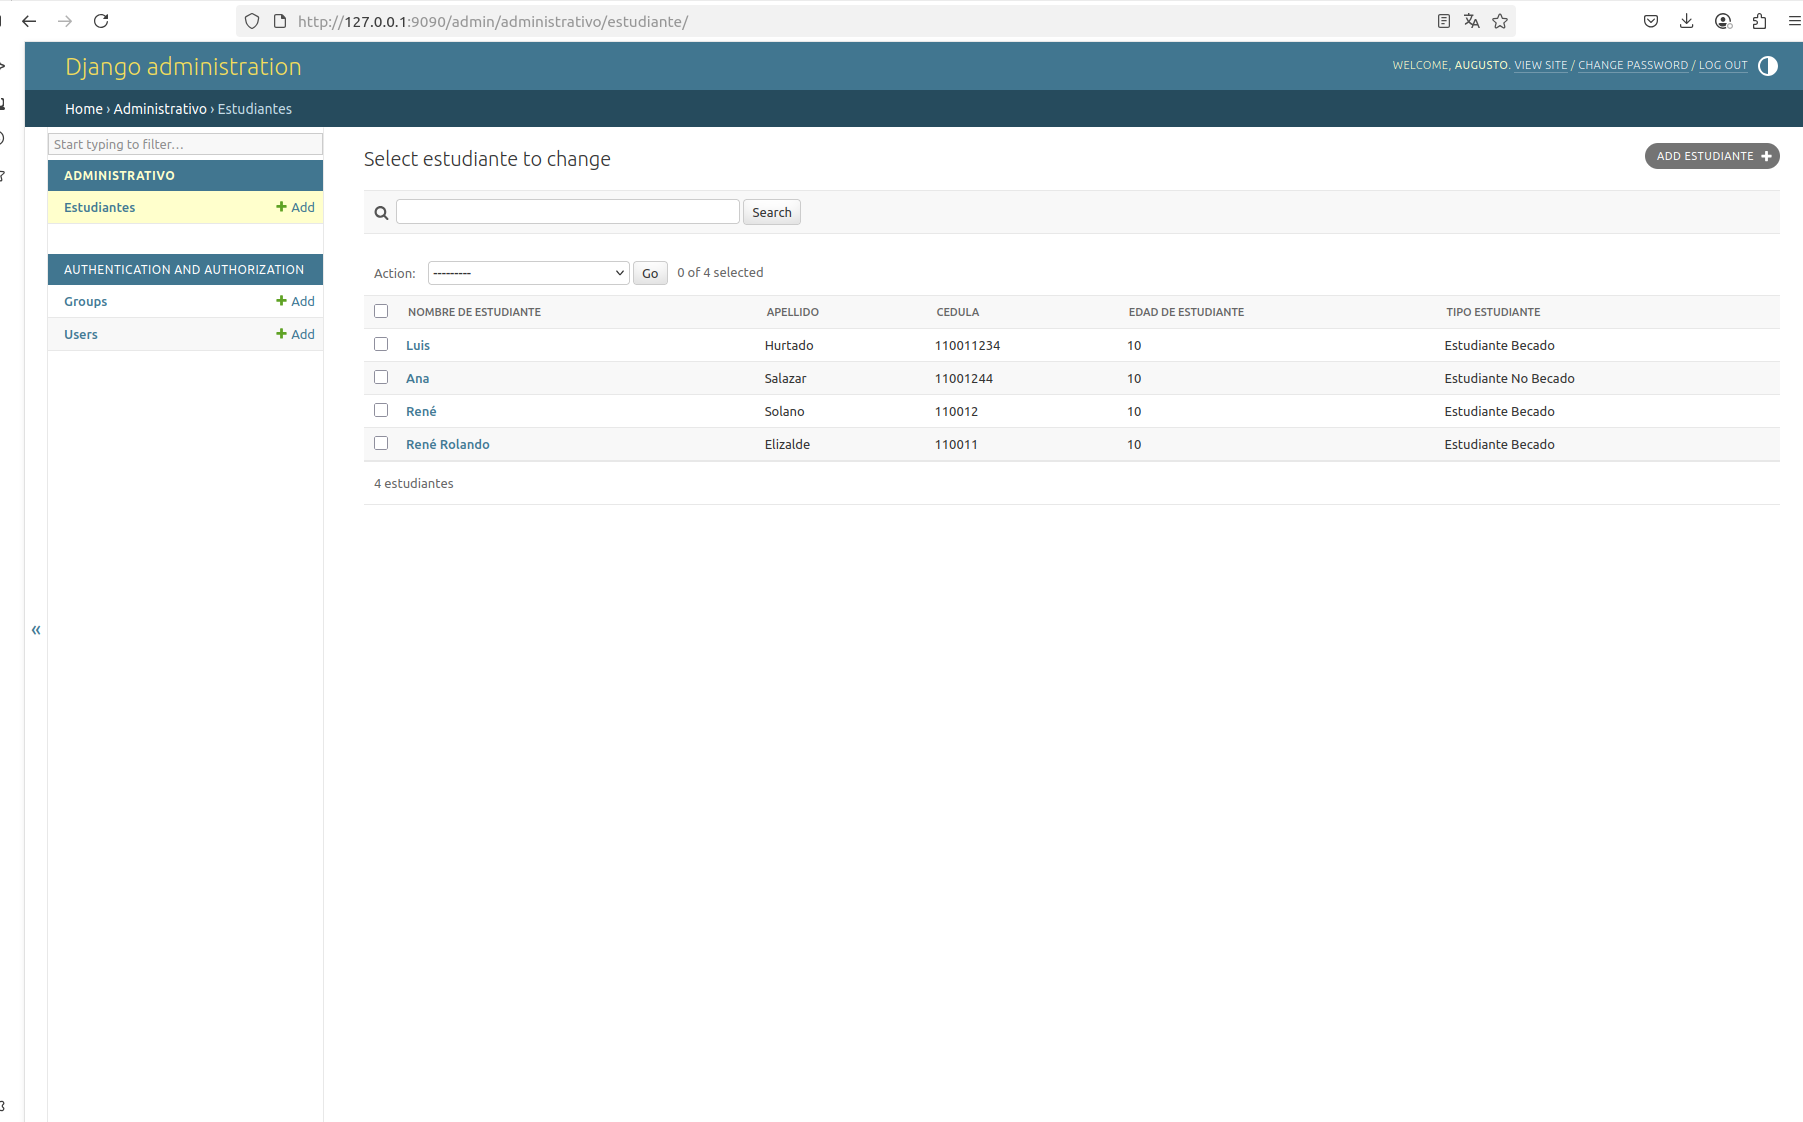 http://127.0.0.1:9090/admin/administrativo/estudiante/
Django administration
WELCOME, AUGUSTO. VIEW SITE / CHANGE PASSWORD / LOG OUT
Home › Administrativo › Estudiantes
Start typing to filter…
ADMINISTRATIVO
Estudiantes + Add
AUTHENTICATION AND AUTHORIZATION
Groups + Add
Users + Add
«
Select estudiante to change
ADD ESTUDIANTE +
Search
Action: --------- Go 0 of 4 selected
NOMBRE DE ESTUDIANTE APELLIDO CEDULA EDAD DE ESTUDIANTE TIPO ESTUDIANTE
Luis Hurtado 110011234 10 Estudiante Becado
Ana Salazar 11001244 10 Estudiante No Becado
René Solano 110012 10 Estudiante Becado
René Rolando Elizalde 110011 10 Estudiante Becado
4 estudiantes